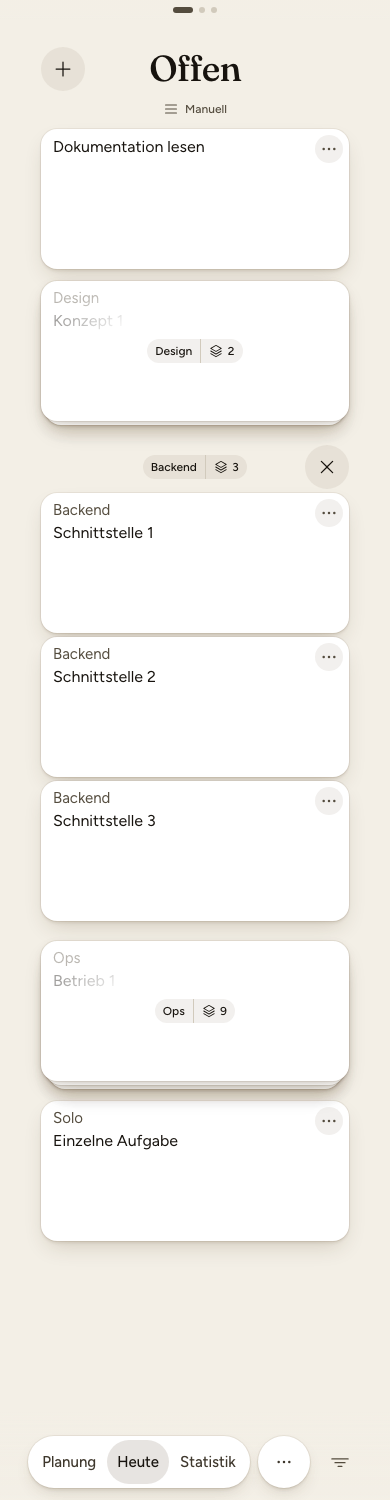 Offen
Manuell
Dokumentation lesen
Design
Konzept 1
Design 2
Backend 3
Backend
Schnittstelle 1
Backend
Schnittstelle 2
Backend
Schnittstelle 3
Ops
Betrieb 1
Ops 9
Solo
Einzelne Aufgabe
Planung Heute Statistik